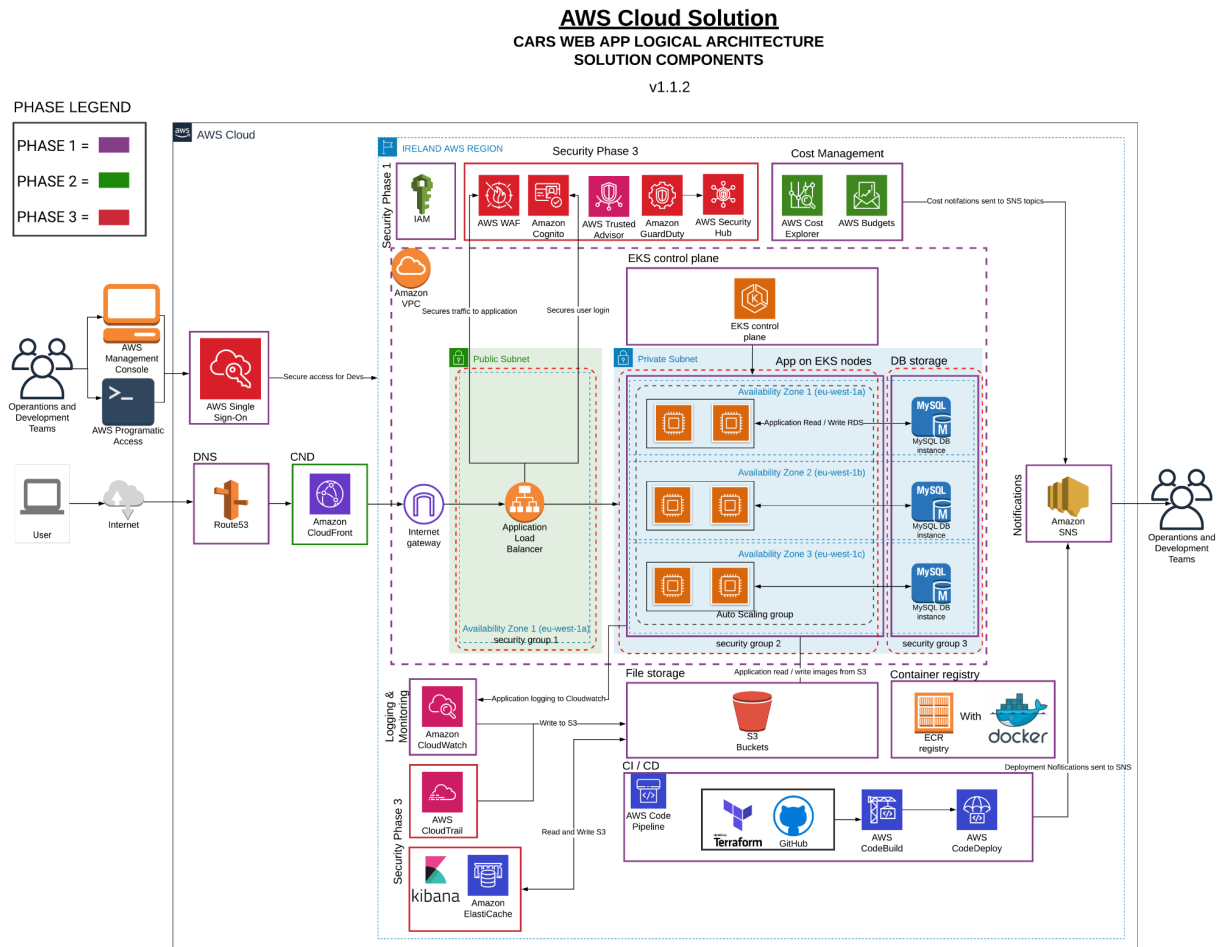 AWS Cloud Solution
CARS WEB APP LOGICAL ARCHITECTURE
SOLUTION COMPONENTS
v1.1.2
PHASE LEGEND
PHASE 1 =
PHASE 2 =
PHASE 3 =
aws
AWS Cloud
IRELAND AWS REGION
Security Phase 1
IAM
Security Phase 3
AWS WAF
Amazon
Cognito
AWS Trusted
Advisor
Amazon
GuardDuty
AWS Security
Hub
Cost Management
AWS Cost
Explorer
AWS Budgets
Cost notifations sent to SNS topics
Amazon
VPC
Secures traffic to application
Secures user login
EKS control plane
EKS control
plane
Operantions and
Development
Teams
AWS
Management
Console
AWS Programatic
Access
AWS Single
Sign-On
Secure access for Devs
Public Subnet
Private Subnet
App on EKS nodes
DB storage
Availability Zone 1 (eu-west-1a)
Application Read / Write RDS
MySQL
M
MySQL DB
instance
Availability Zone 2 (eu-west-1b)
MySQL
M
MySQL DB
instance
Availability Zone 3 (eu-west-1c)
MySQL
M
MySQL DB
instance
Auto Scaling group
User
Internet
DNS
Route53
CND
Amazon
CloudFront
Internet
gateway
Application
Load
Balancer
Availability Zone 1 (eu-west-1a)
security group 1
security group 2
security group 3
Notifications
Amazon
SNS
Operantions and
Development
Teams
Application read / write images from S3
Logging &
Monitoring
Amazon
CloudWatch
Application logging to Cloudwatch
Write to S3
File storage
S3
Buckets
Container registry
ECR
registry
With
docker
Deployment Nofitications sent to SNS
Security Phase 3
AWS
CloudTrail
Read and Write S3
kibana
Amazon
ElastiCache
CI / CD
AWS Code
Pipeline
Terraform
GitHub
AWS
CodeBuild
AWS
CodeDeploy